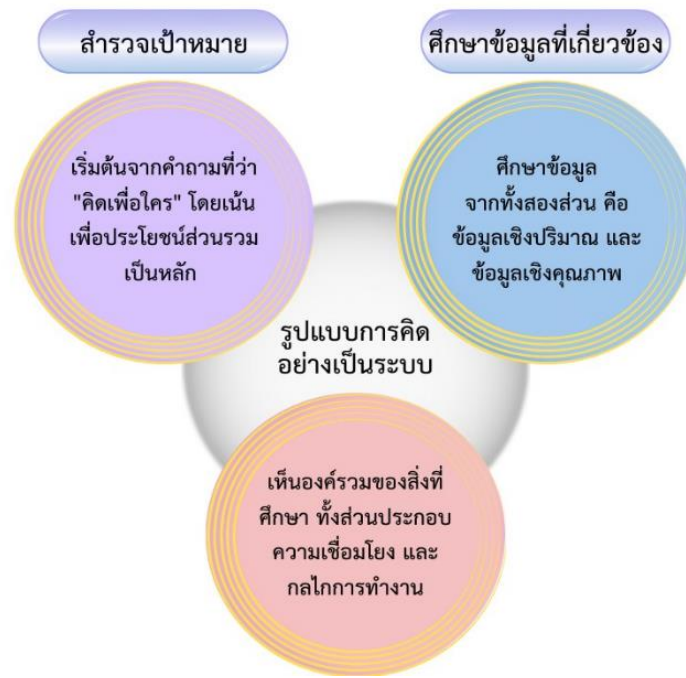 สำรวจเป้าหมาย
ศึกษาข้อมูลที่เกี่ยวข้อง
เริ่มต้นจากคำถามที่ว่า
"คิดเพื่อใคร" โดยเน้น
เพื่อประโยชน์ส่วนรวม
เป็นหลัก
ศึกษาข้อมูล
จากทั้งสองส่วน คือ
ข้อมูลเชิงปริมาณ และ
ข้อมูลเชิงคุณภาพ
รูปแบบการคิด
อย่างเป็นระบบ
เห็นองค์รวมของสิ่งที่
ศึกษา ทั้งส่วนประกอบ
ความเชื่อมโยง และ
กลไกการทำงาน